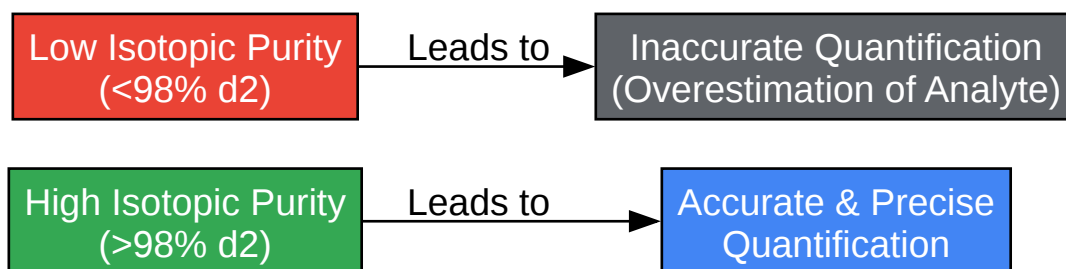 Low Isotopic Purity
(<98% d2)
Leads to
Inaccurate Quantification
(Overestimation of Analyte)
High Isotopic Purity
(>98% d2)
Leads to
Accurate & Precise
Quantification